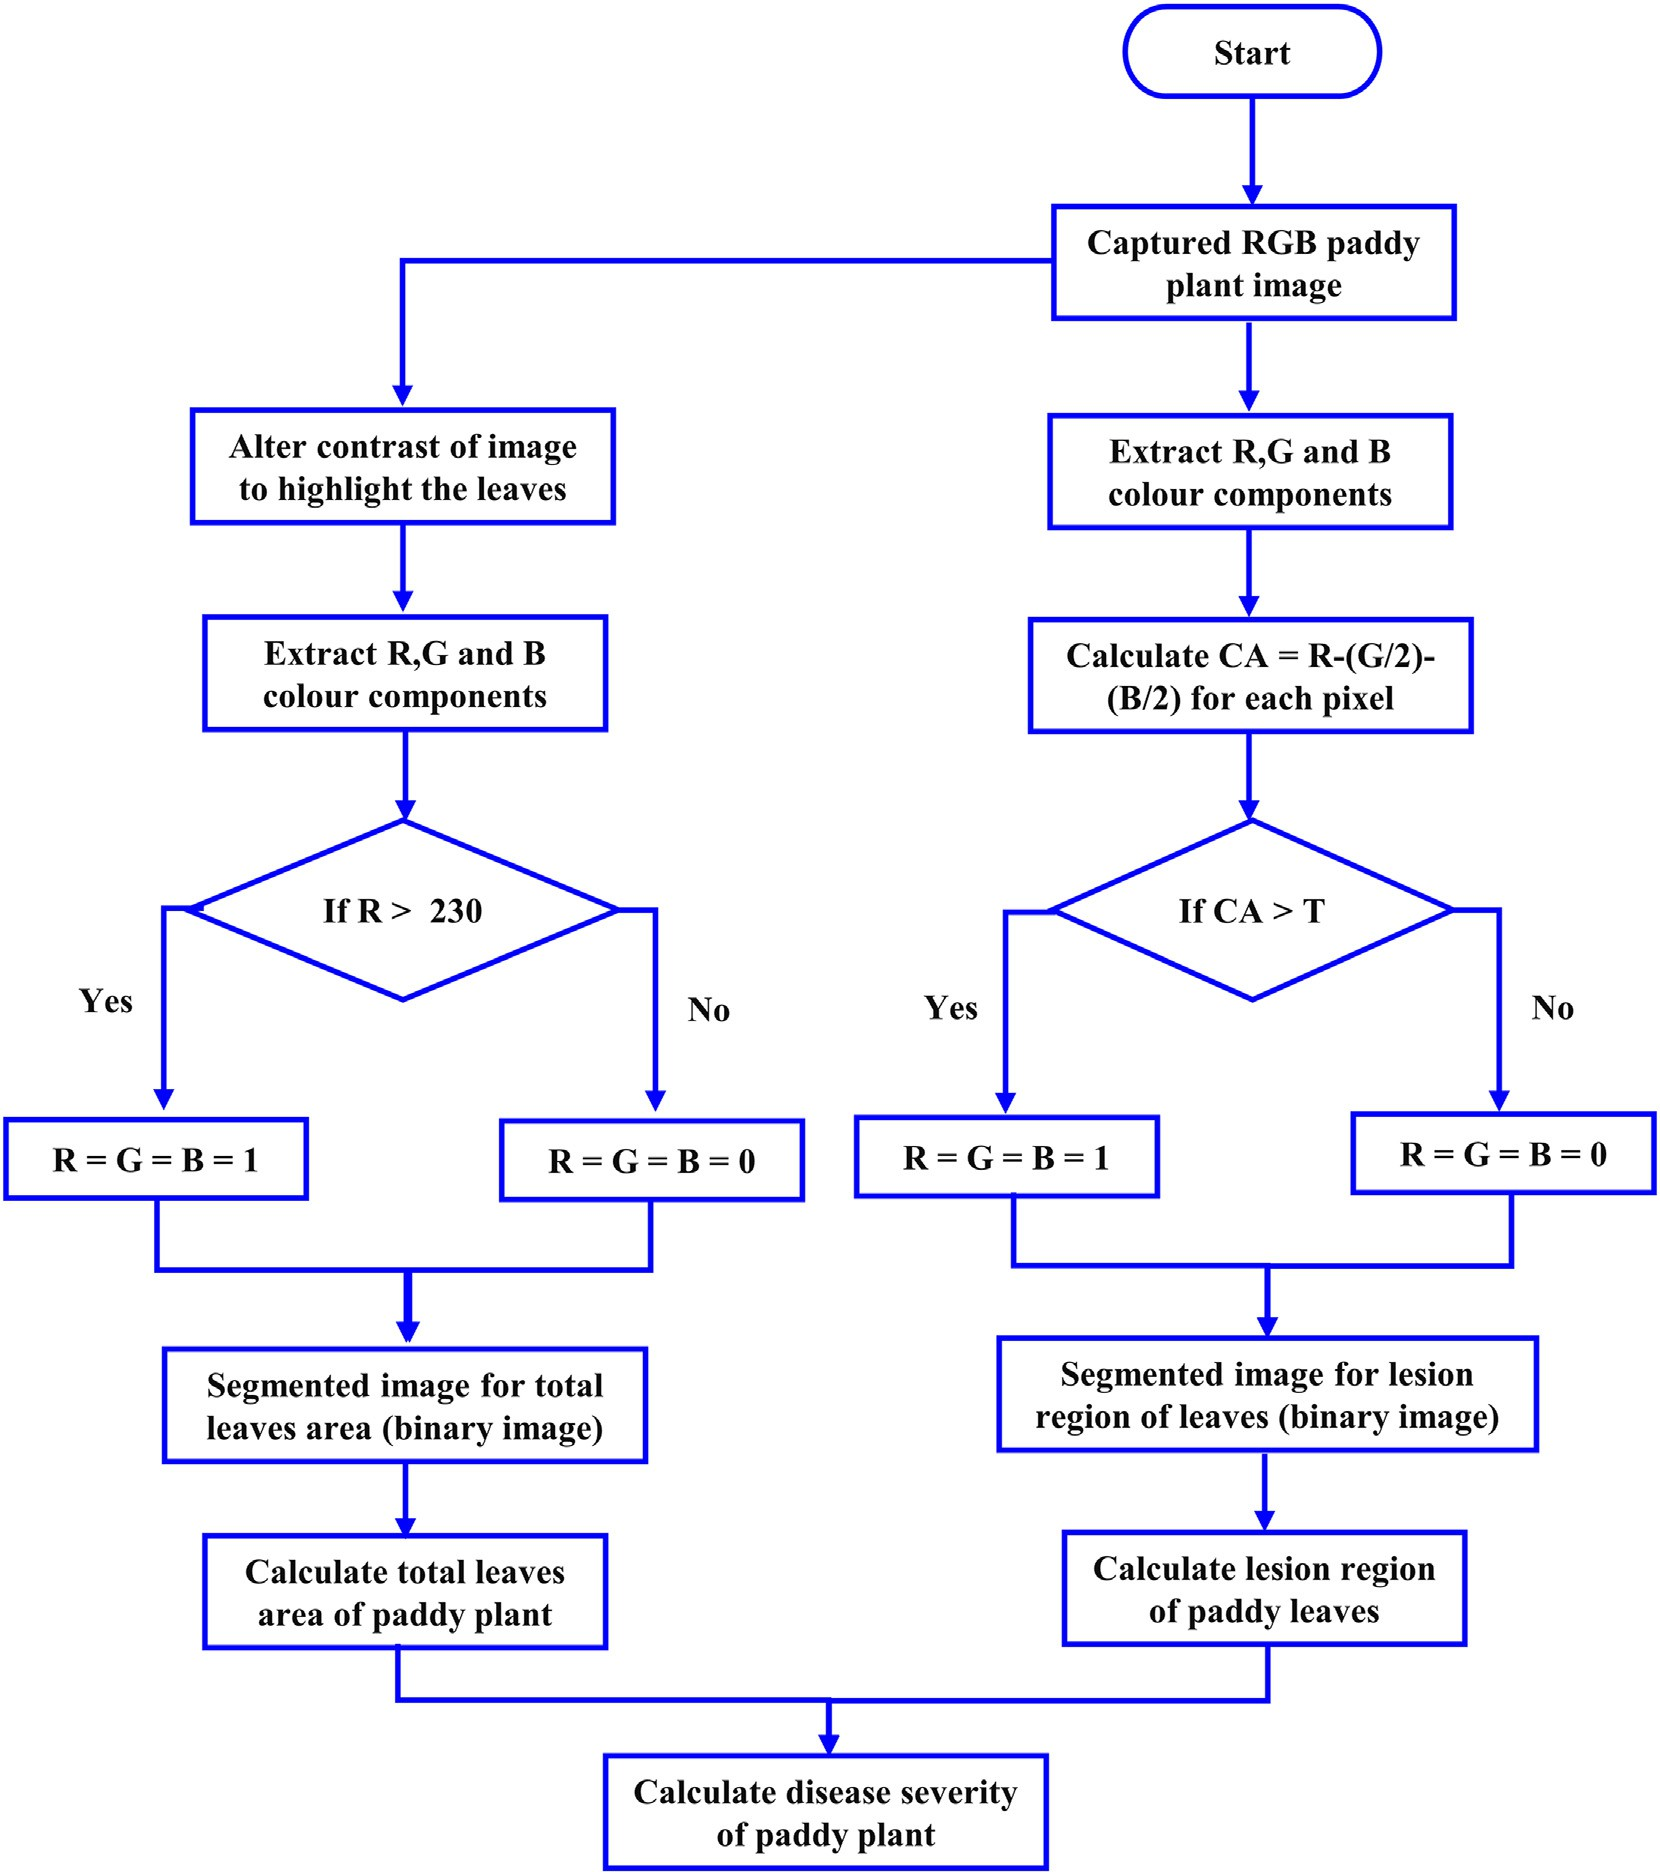 Start
Captured RGB paddy
plant image
Alter contrast of image
to highlight the leaves
Extract R,G and B
colour components
Extract R,G and B
colour components
Calculate CA = R-(G/2)-
(B/2) for each pixel
If R >  230
If CA > T
Yes
No
Yes
No
R = G = B = 1
R = G = B = 0
R = G = B = 1
R = G = B = 0
Segmented image for total
leaves area (binary image)
Segmented image for lesion
region of leaves (binary image)
Calculate total leaves
area of paddy plant
Calculate lesion region
of paddy leaves
Calculate disease severity
of paddy plant